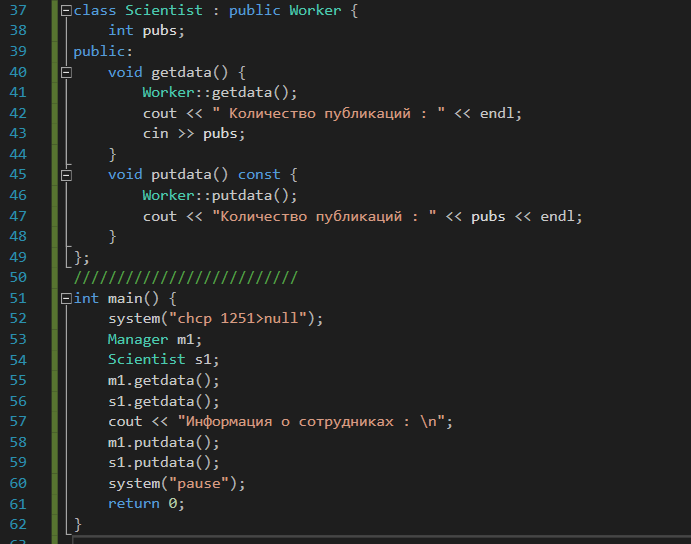 37 class Scientist : public Worker {
38     int pubs;
39 public:
40     void getdata() {
41         Worker::getdata();
42         cout << " Количество публикаций : " << endl;
43         cin >> pubs;
44     }
45     void putdata() const {
46         Worker::putdata();
47         cout << "Количество публикаций : " << pubs << endl;
48     }
49 };
50 //////////////////////////
51 int main() {
52     system("chcp 1251>null");
53     Manager m1;
54     Scientist s1;
55     m1.getdata();
56     s1.getdata();
57     cout << "Информация о сотрудниках : \n";
58     m1.putdata();
59     s1.putdata();
60     system("pause");
61     return 0;
62 }